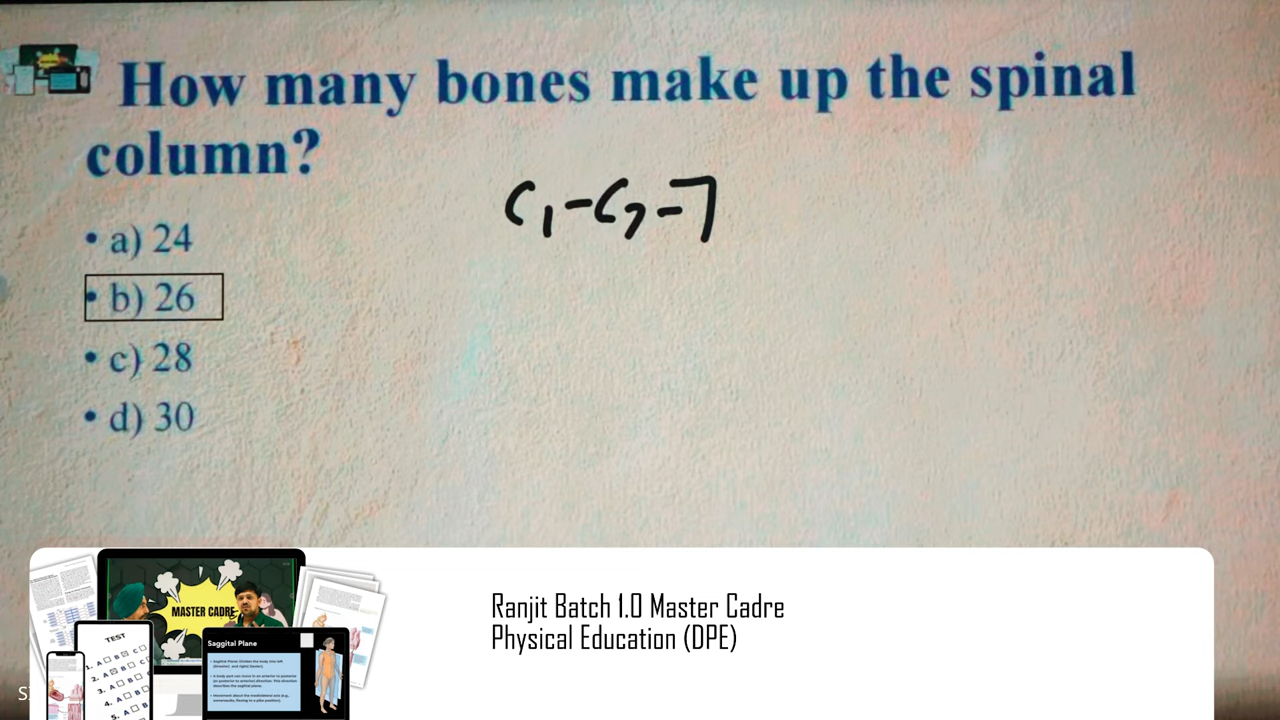 How many bones make up the spinal
column?
C1-C7=7
• a) 24
• b) 26
• c) 28
• d) 30
Ranjit Batch 1.0 Master Cadre
Physical Education (DPE)
MASTER CADRE
TEST
Saggital Plane